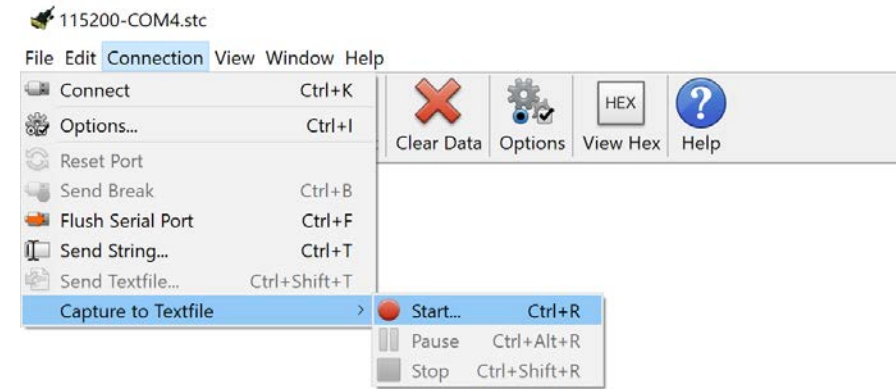 115200-COM4.stc
File Edit Connection View Window Help
Connect Ctrl+K
Options... Ctrl+I
Reset Port
Send Break Ctrl+B
Flush Serial Port Ctrl+F
Send String... Ctrl+T
Send Textfile... Ctrl+Shift+T
Capture to Textfile >
Clear Data
Options
HEX
View Hex
?
Help
Start... Ctrl+R
Pause Ctrl+Alt+R
Stop Ctrl+Shift+R